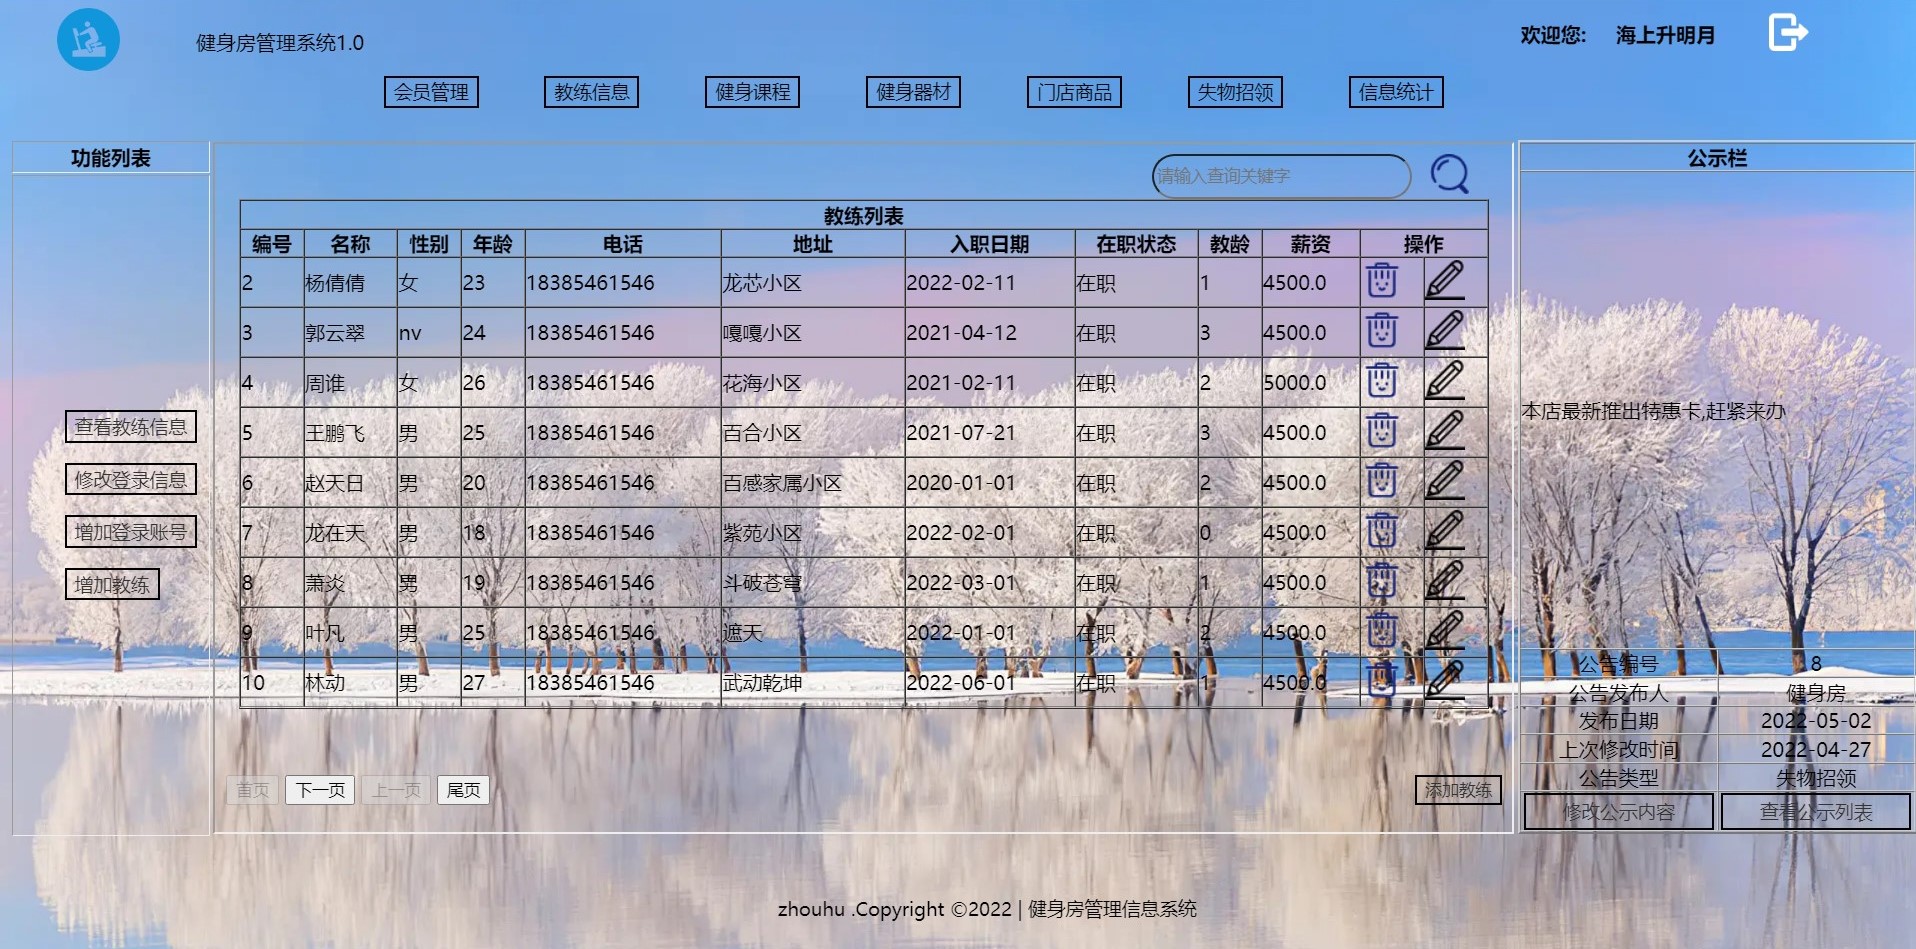 健身房管理系统1.0
欢迎您: 海上升明月
会员管理 教练信息 健身课程 健身器材 门店商品 失物招领 信息统计
功能列表
查看教练信息
修改登录信息
增加登录账号
增加教练
请输入查询关键字
教练列表
编号 名称 性别 年龄 电话 地址 入职日期 在职状态 教龄 薪资 操作
2 杨倩倩 女 23 18385461546 龙芯小区 2022-02-11 在职 1 4500.0
3 郭云翠 nv 24 18385461546 嘎嘎小区 2021-04-12 在职 3 4500.0
4 周谁 女 26 18385461546 花海小区 2021-02-11 在职 2 5000.0
5 王鹏飞 男 25 18385461546 百合小区 2021-07-21 在职 3 4500.0
6 赵天日 男 20 18385461546 百感家属小区 2020-01-01 在职 2 4500.0
7 龙在天 男 18 18385461546 紫苑小区 2022-02-01 在职 0 4500.0
8 萧炎 男 19 18385461546 斗破苍穹 2022-03-01 在职 1 4500.0
9 叶凡 男 25 18385461546 遮天 2022-01-01 在职 2 4500.0
10 林动 男 27 18385461546 武动乾坤 2022-06-01 在职 1 4500.0
首页 下一页 上一页 尾页
添加教练
公示栏
本店最新推出特惠卡,赶紧来办
公告编号 8
公告发布人 健身房
发布日期 2022-05-02
上次修改时间 2022-04-27
公告类型 失物招领
修改公示内容 查看公示列表
zhouhu .Copyright ©2022 | 健身房管理信息系统